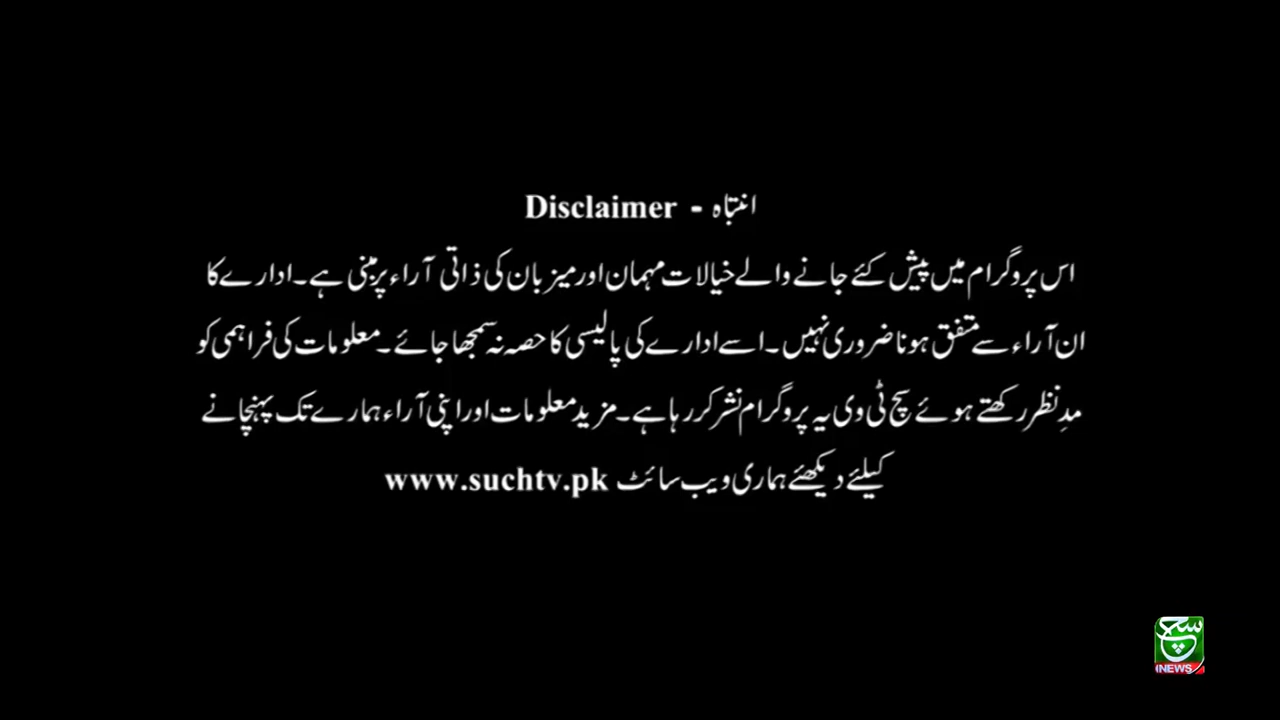 انتباہ - Disclaimer
اس پروگرام میں پیش کئے جانے والے خیالات مہمان اور میزبان کی ذاتی آراء پر مبنی ہے۔ ادارے کا
ان آراء سے متفق ہونا ضروری نہیں۔ اسے ادارے کی پالیسی کا حصہ نہ سمجھا جائے۔ معلومات کی فراہمی کو
مدِنظر رکھتے ہوئے سچ ٹی وی یہ پروگرام نشر کر رہا ہے۔ مزید معلومات اور اپنی آراء ہمارے تک پہنچانے
کیلئے دیکھئے ہماری ویب سائٹ www.suchtv.pk
سچ
NEWS